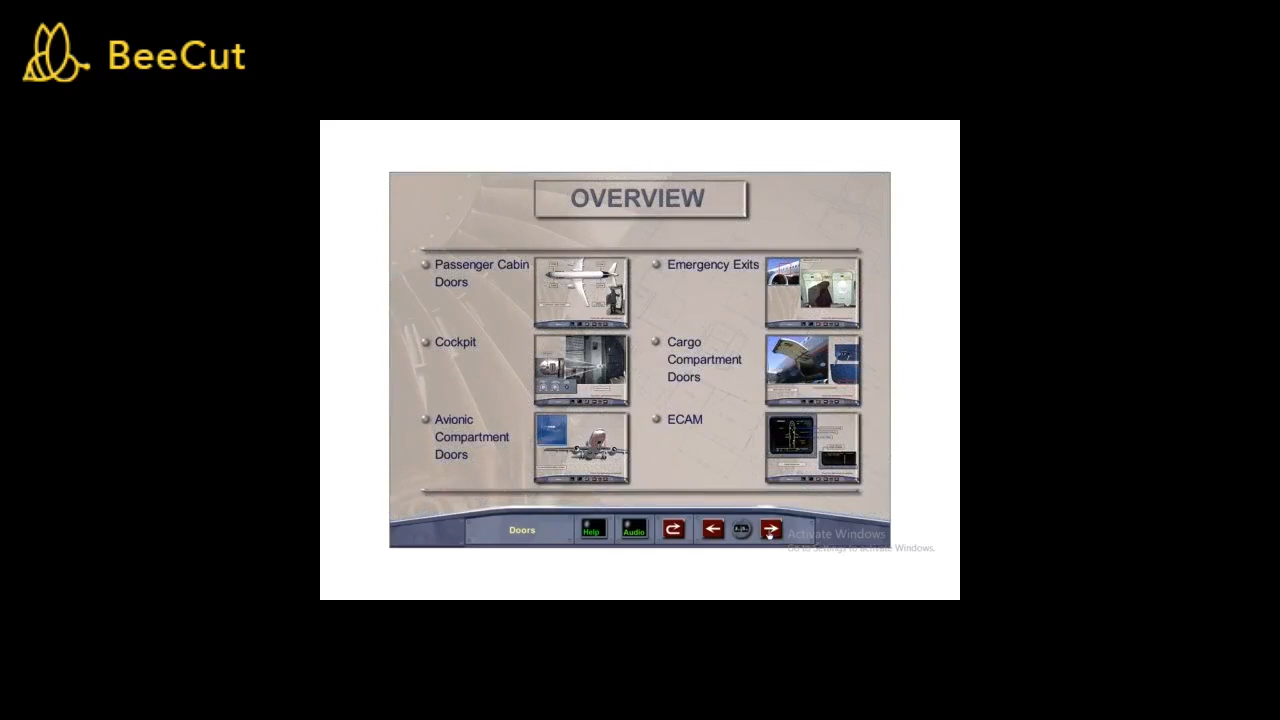 BeeCut
OVERVIEW
Passenger Cabin
Doors
Emergency Exits
Cockpit
Cargo
Compartment
Doors
Avionic
Compartment
Doors
ECAM
Doors
Help
Audio
Activate Windows
Go to Settings to activate Windows.